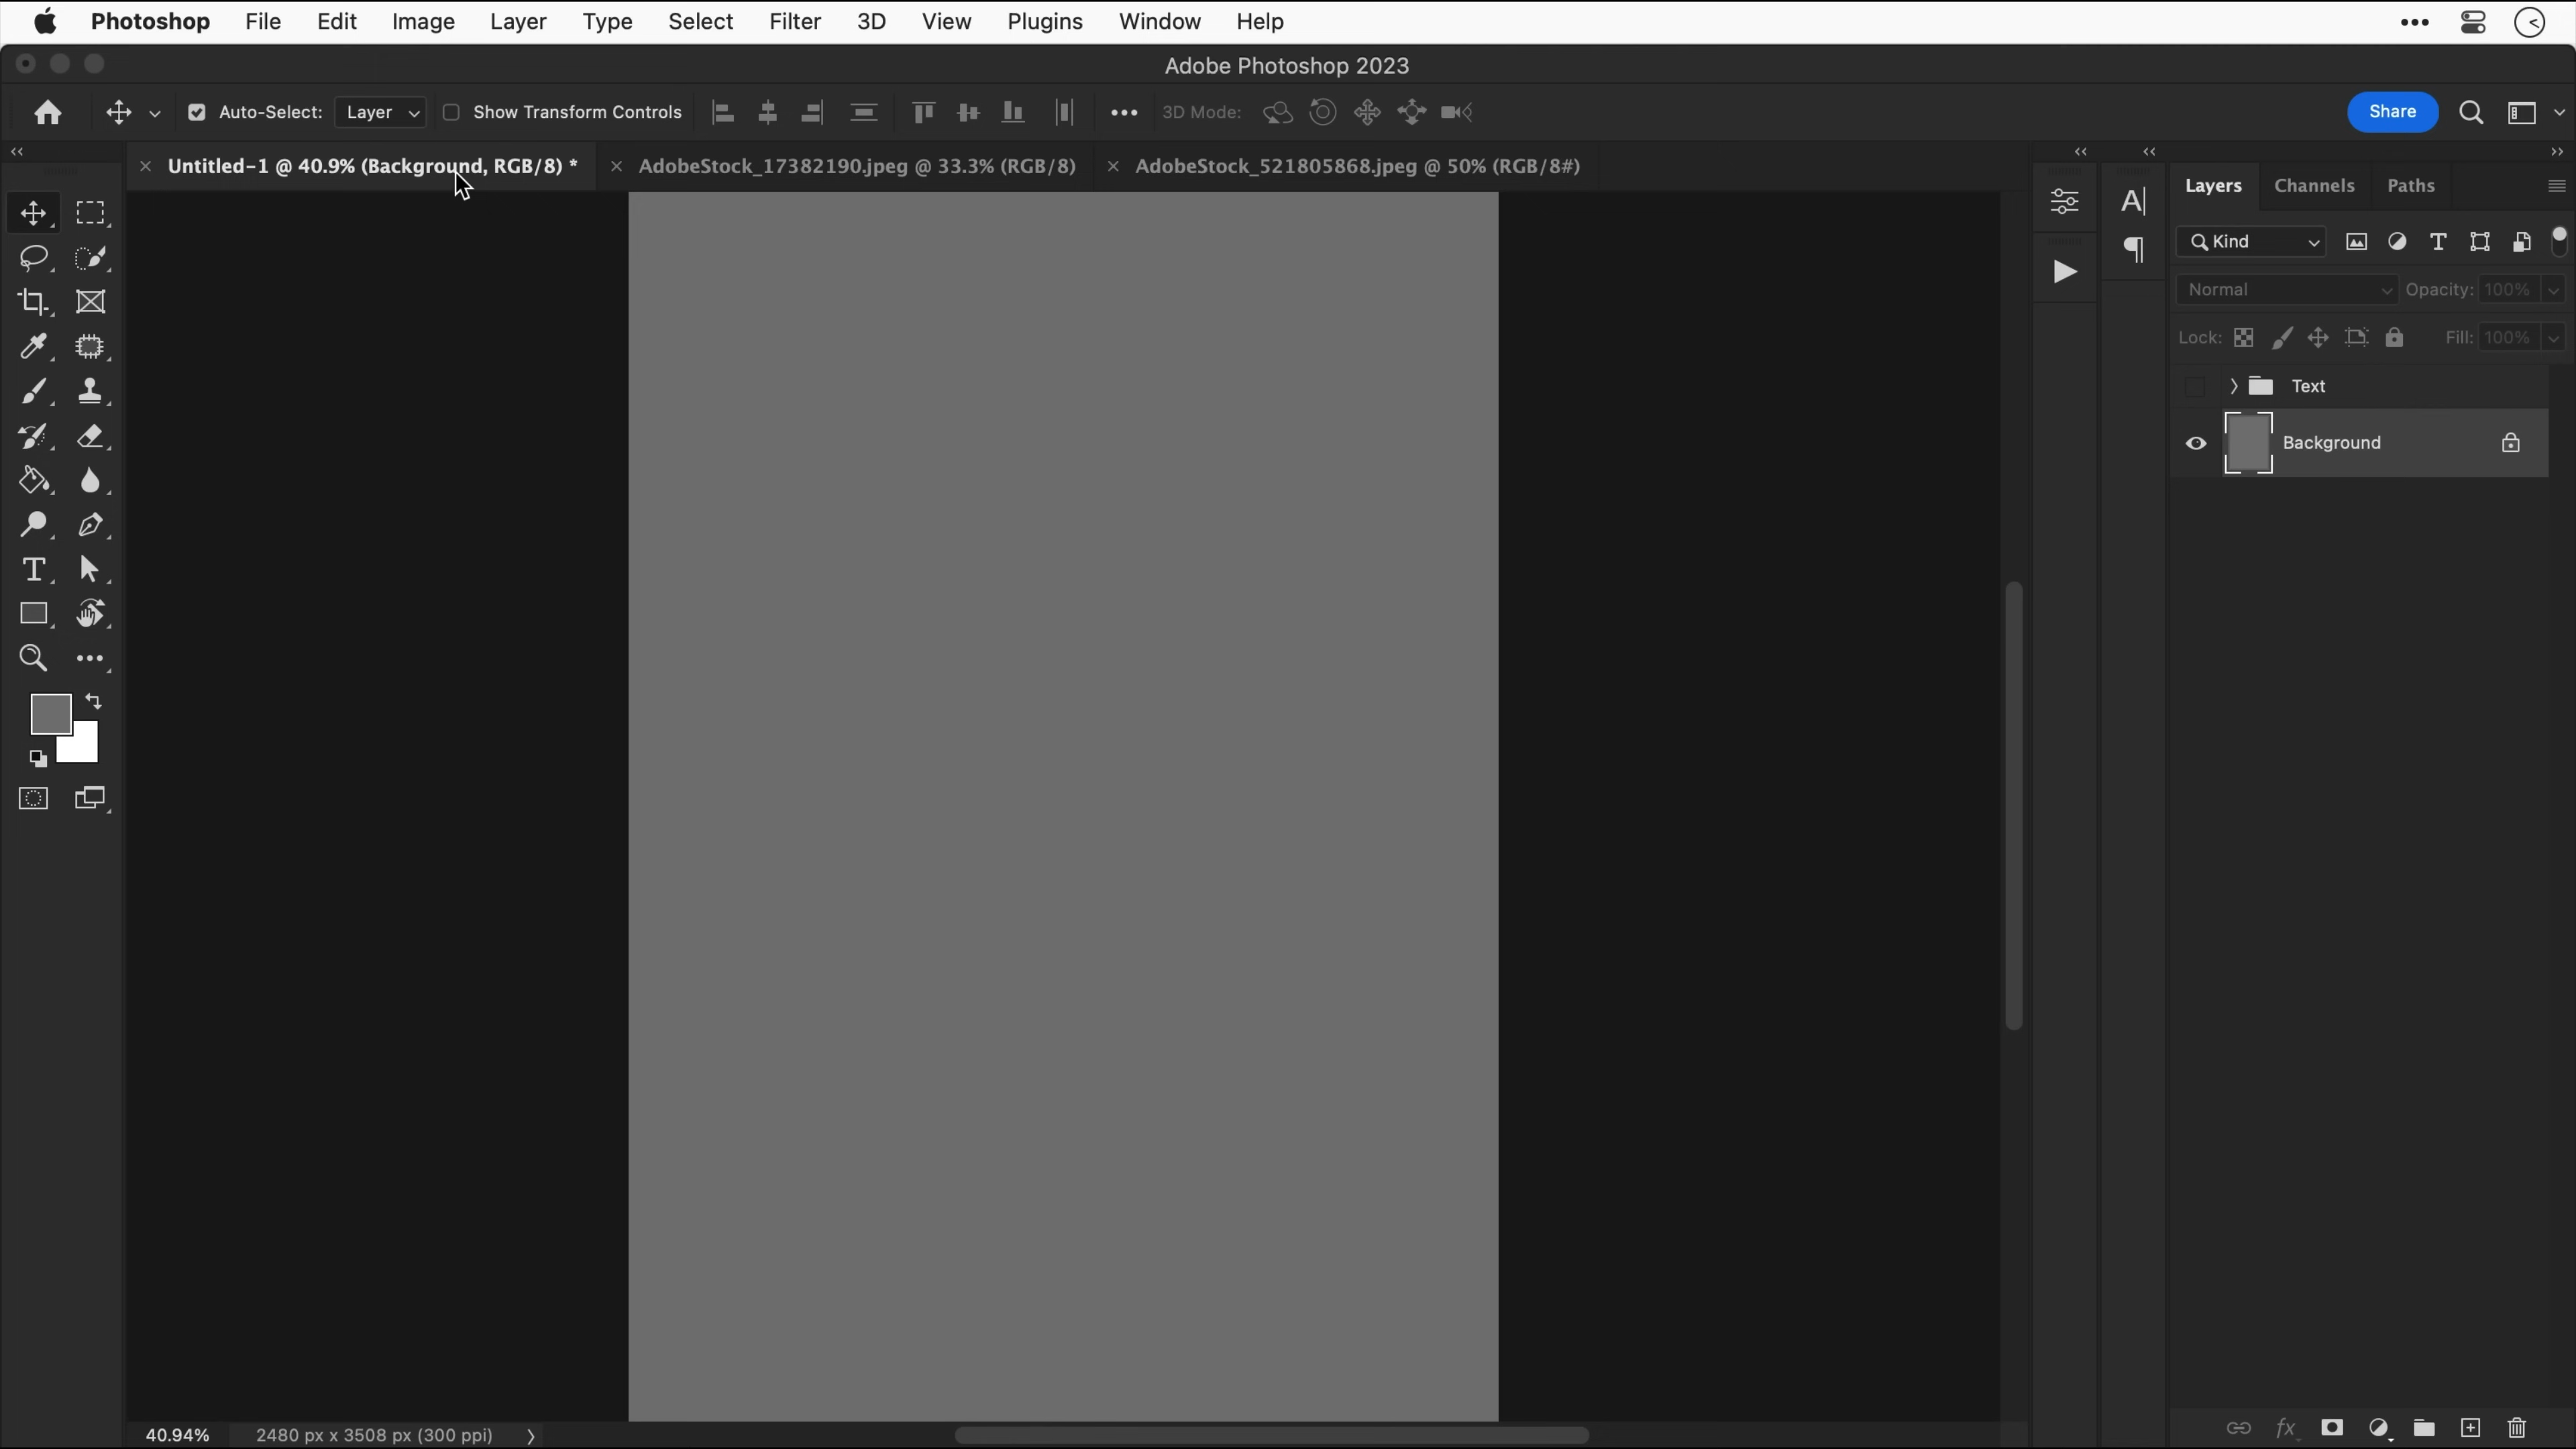 Photoshop File Edit Image Layer Type Select Filter 3D View Plugins Window Help
Adobe Photoshop 2023
Auto-Select: Layer Show Transform Controls 3D Mode: Share
Untitled-1 @ 40.9% (Background, RGB/8) * AdobeStock_17382190.jpeg @ 33.3% (RGB/8) AdobeStock_521805868.jpeg @ 50% (RGB/8#)
Layers Channels Paths
Kind
Normal Opacity: 100%
Lock: Fill: 100%
Text
Background
40.94% 2480 px x 3508 px (300 ppi)